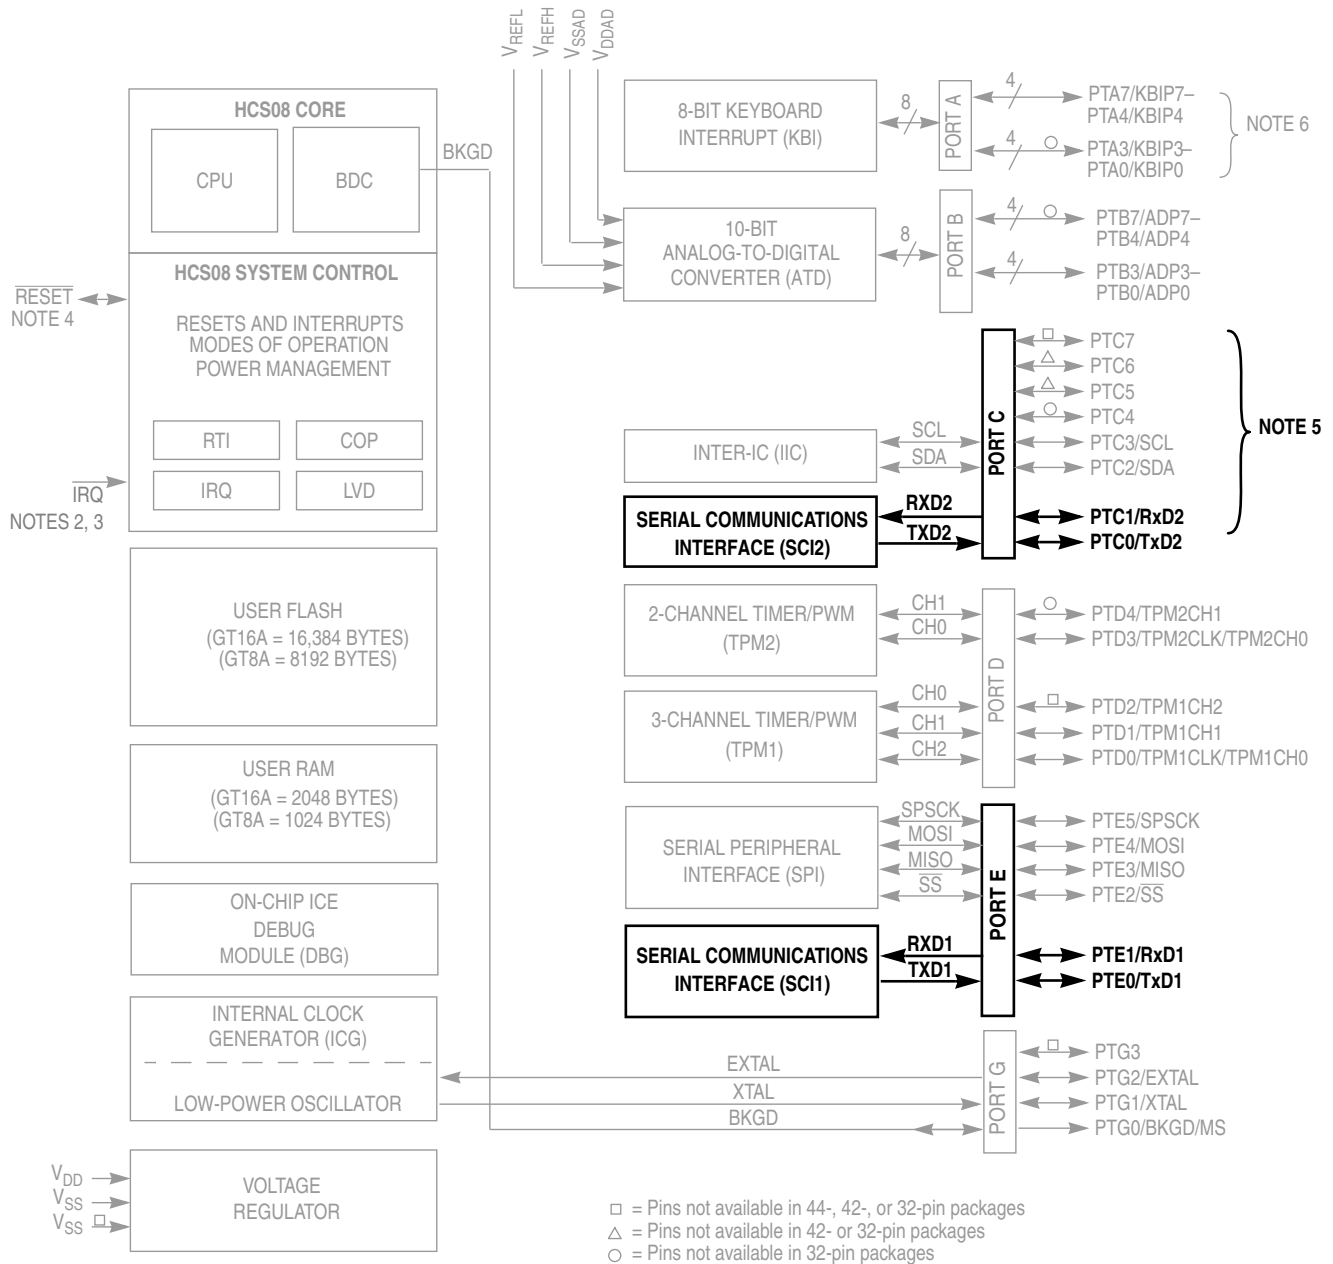 VREFL
VREFH
VSSAD
VDDAD
HCS08 CORE
CPU
BDC
BKGD
HCS08 SYSTEM CONTROL
RESETS AND INTERRUPTS
MODES OF OPERATION
POWER MANAGEMENT
RTI
COP
IRQ
LVD
RESET
NOTE 4
IRQ
NOTES 2, 3
USER FLASH
(GT16A = 16,384 BYTES)
(GT8A = 8192 BYTES)
USER RAM
(GT16A = 2048 BYTES)
(GT8A = 1024 BYTES)
ON-CHIP ICE
DEBUG
MODULE (DBG)
INTERNAL CLOCK
GENERATOR (ICG)
LOW-POWER OSCILLATOR
VDD
VSS
VSS
VOLTAGE
REGULATOR
8-BIT KEYBOARD
INTERRUPT (KBI)
8
PORT A
4
PTA7/KBIP7–
PTA4/KBIP4
4
PTA3/KBIP3–
PTA0/KBIP0
NOTE 6
10-BIT
ANALOG-TO-DIGITAL
CONVERTER (ATD)
8
PORT B
4
PTB7/ADP7–
PTB4/ADP4
4
PTB3/ADP3–
PTB0/ADP0
INTER-IC (IIC)
SCL
SDA
SERIAL COMMUNICATIONS
INTERFACE (SCI2)
RXD2
TXD2
PORT C
PTC7
PTC6
PTC5
PTC4
PTC3/SCL
PTC2/SDA
PTC1/RxD2
PTC0/TxD2
NOTE 5
2-CHANNEL TIMER/PWM
(TPM2)
CH1
CH0
3-CHANNEL TIMER/PWM
(TPM1)
CH0
CH1
CH2
PORT D
PTD4/TPM2CH1
PTD3/TPM2CLK/TPM2CH0
PTD2/TPM1CH2
PTD1/TPM1CH1
PTD0/TPM1CLK/TPM1CH0
SERIAL PERIPHERAL
INTERFACE (SPI)
SPSCK
MOSI
MISO
SS
SERIAL COMMUNICATIONS
INTERFACE (SCI1)
RXD1
TXD1
PORT E
PTE5/SPSCK
PTE4/MOSI
PTE3/MISO
PTE2/SS
PTE1/RxD1
PTE0/TxD1
EXTAL
XTAL
BKGD
PORT G
PTG3
PTG2/EXTAL
PTG1/XTAL
PTG0/BKGD/MS
= Pins not available in 44-, 42-, or 32-pin packages
= Pins not available in 42- or 32-pin packages
= Pins not available in 32-pin packages